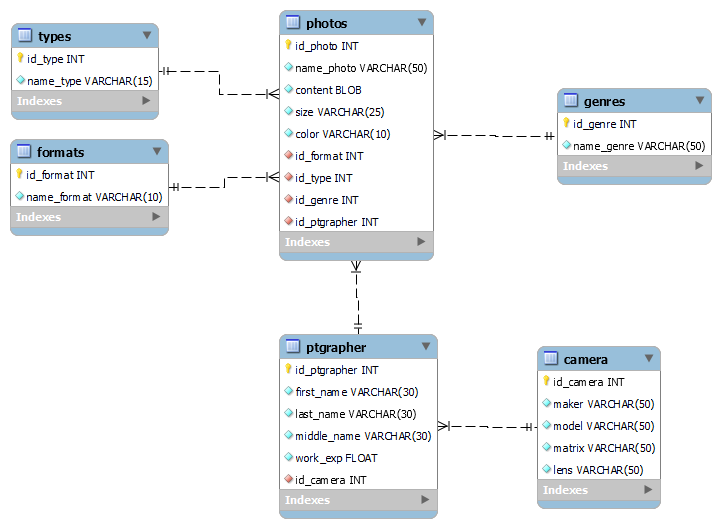 types
id_type INT
name_type VARCHAR(15)
Indexes
formats
id_format INT
name_format VARCHAR(10)
Indexes
photos
id_photo INT
name_photo VARCHAR(50)
content BLOB
size VARCHAR(25)
color VARCHAR(10)
id_format INT
id_type INT
id_genre INT
id_ptgrapher INT
Indexes
genres
id_genre INT
name_genre VARCHAR(50)
Indexes
ptgrapher
id_ptgrapher INT
first_name VARCHAR(30)
last_name VARCHAR(30)
middle_name VARCHAR(30)
work_exp FLOAT
id_camera INT
Indexes
camera
id_camera INT
maker VARCHAR(50)
model VARCHAR(50)
matrix VARCHAR(50)
lens VARCHAR(50)
Indexes